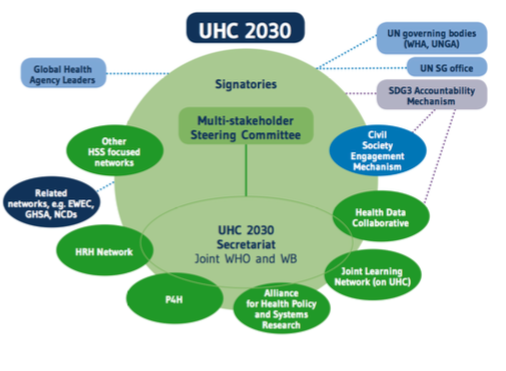 UHC 2030
UN governing bodies
(WHA, UNGA)
Global Health
Agency Leaders
UN SG office
Signatories
SDG3 Accountability
Mechanism
Multi-stakeholder
Steering Committee
Other
HSS focused
networks
Civil
Society
Engagement
Mechanism
Related
networks, e.g. EWEC,
GHSA, NCDs
Health Data
Collaborative
UHC 2030
Secretariat
Joint WHO and WB
HRH Network
Joint Learning
Network (on UHC)
P4H
Alliance
for Health Policy
and Systems
Research